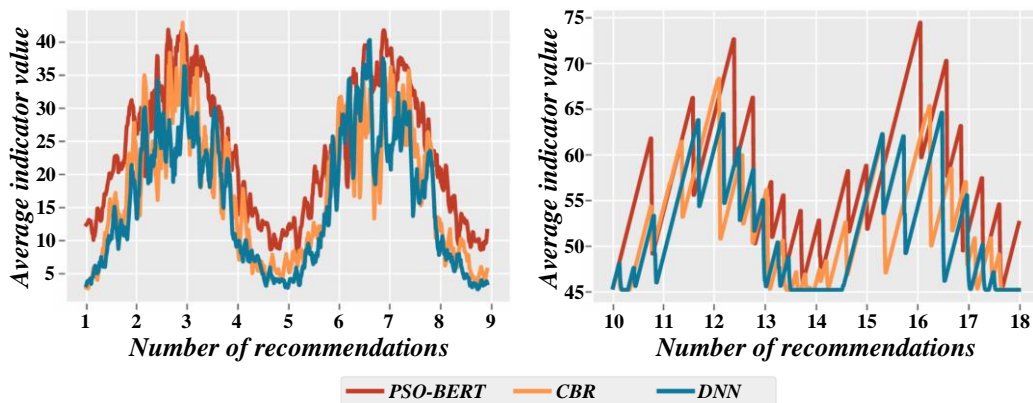 Average indicator value
40
35
30
25
20
15
10
5
1 2 3 4 5 6 7 8 9
Number of recommendations
Average indicator value
75
70
65
60
55
50
45
10 11 12 13 14 15 16 17 18
Number of recommendations
PSO-BERT CBR DNN